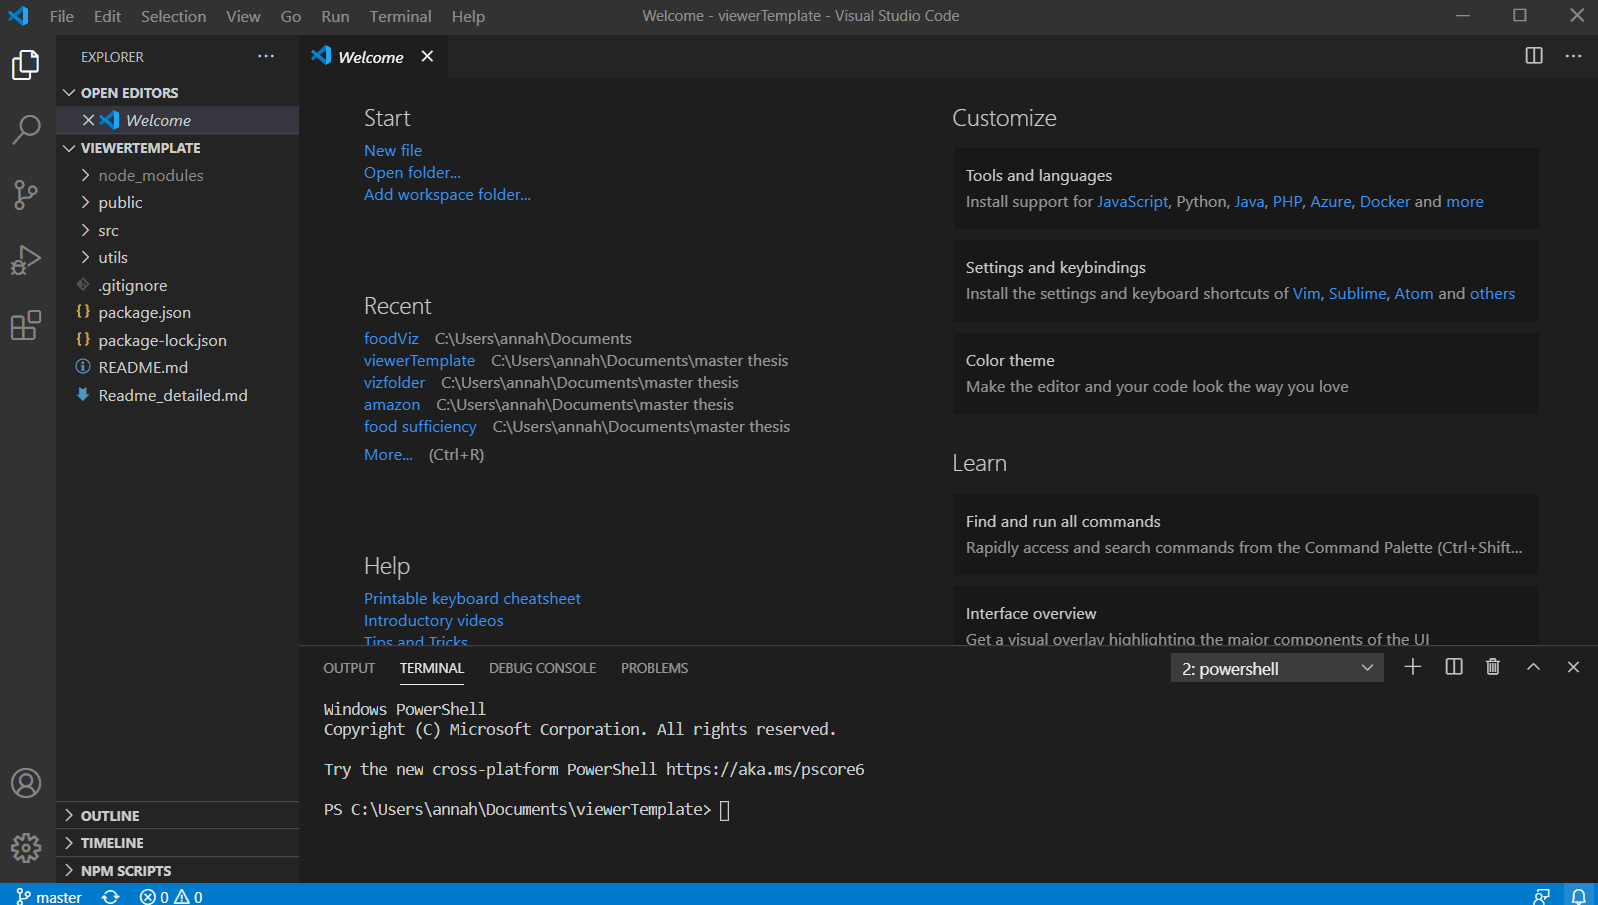 File Edit Selection View Go Run Terminal Help
Welcome - viewerTemplate - Visual Studio Code
EXPLORER
OPEN EDITORS
Welcome
VIEWERTEMPLATE
node_modules
public
src
utils
.gitignore
package.json
package-lock.json
README.md
Readme_detailed.md
OUTLINE
TIMELINE
NPM SCRIPTS
Welcome
Start
New file
Open folder...
Add workspace folder...
Recent
foodViz C:\Users\annah\Documents
viewerTemplate C:\Users\annah\Documents\master thesis
vizfolder C:\Users\annah\Documents\master thesis
amazon C:\Users\annah\Documents\master thesis
food sufficiency C:\Users\annah\Documents\master thesis
More... (Ctrl+R)
Help
Printable keyboard cheatsheet
Introductory videos
Tips and Tricks
Customize
Tools and languages
Install support for JavaScript, Python, Java, PHP, Azure, Docker and more
Settings and keybindings
Install the settings and keyboard shortcuts of Vim, Sublime, Atom and others
Color theme
Make the editor and your code look the way you love
Learn
Find and run all commands
Rapidly access and search commands from the Command Palette (Ctrl+Shift...
Interface overview
Get a visual overlay highlighting the major components of the UI
OUTPUT TERMINAL DEBUG CONSOLE PROBLEMS
2: powershell
Windows PowerShell
Copyright (C) Microsoft Corporation. All rights reserved.
Try the new cross-platform PowerShell https://aka.ms/pscore6
PS C:\Users\annah\Documents\viewerTemplate>
master 0 0